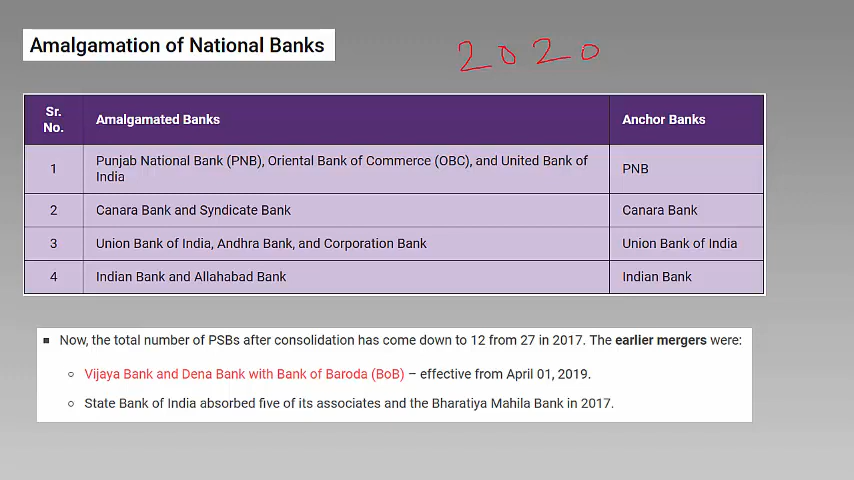 Amalgamation of National Banks
2020
Sr. No. Amalgamated Banks Anchor Banks
1 Punjab National Bank (PNB), Oriental Bank of Commerce (OBC), and United Bank of
India PNB
2 Canara Bank and Syndicate Bank Canara Bank
3 Union Bank of India, Andhra Bank, and Corporation Bank Union Bank of India
4 Indian Bank and Allahabad Bank Indian Bank
▪ Now, the total number of PSBs after consolidation has come down to 12 from 27 in 2017. The earlier mergers were:
○ Vijaya Bank and Dena Bank with Bank of Baroda (BoB) – effective from April 01, 2019.
○ State Bank of India absorbed five of its associates and the Bharatiya Mahila Bank in 2017.